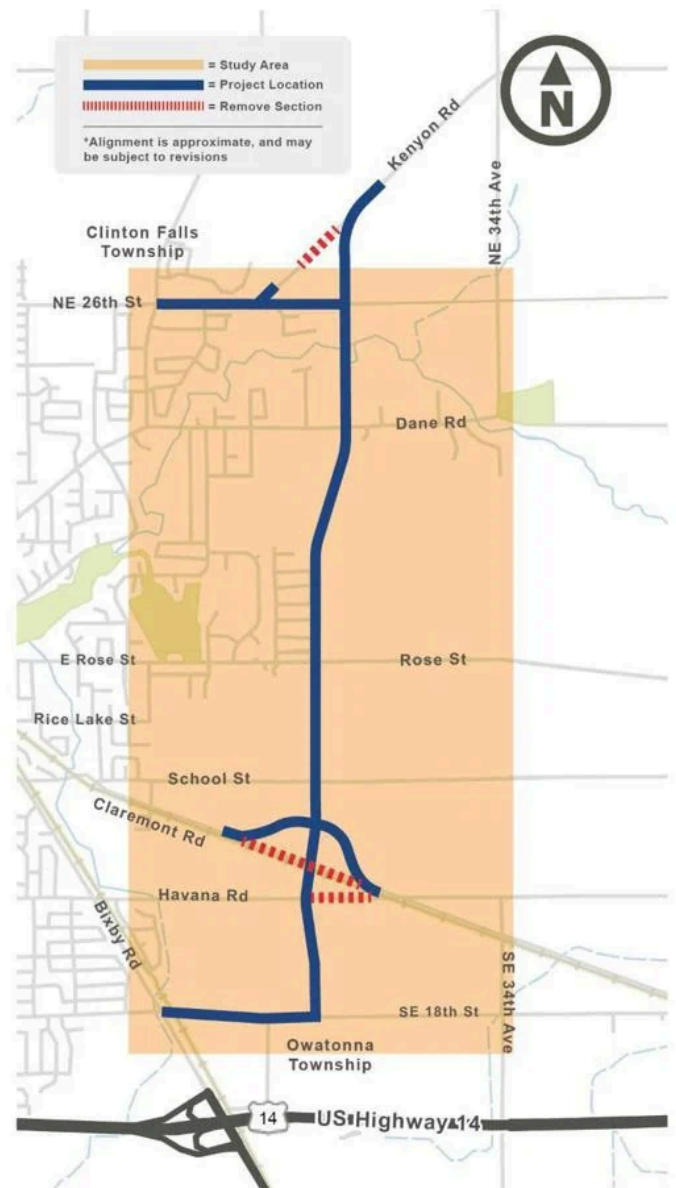 = Study Area
= Project Location
= Remove Section
*Alignment is approximate, and may
be subject to revisions
N
Kenyon Rd
NE 34th Ave
Clinton Falls
Township
NE 26th St
Dane Rd
E Rose St
Rose St
Rice Lake St
School St
Claremont Rd
Havana Rd
Bixby Rd
SE 34th Ave
SE 18th St
Owatonna
Township
14
US Highway 14